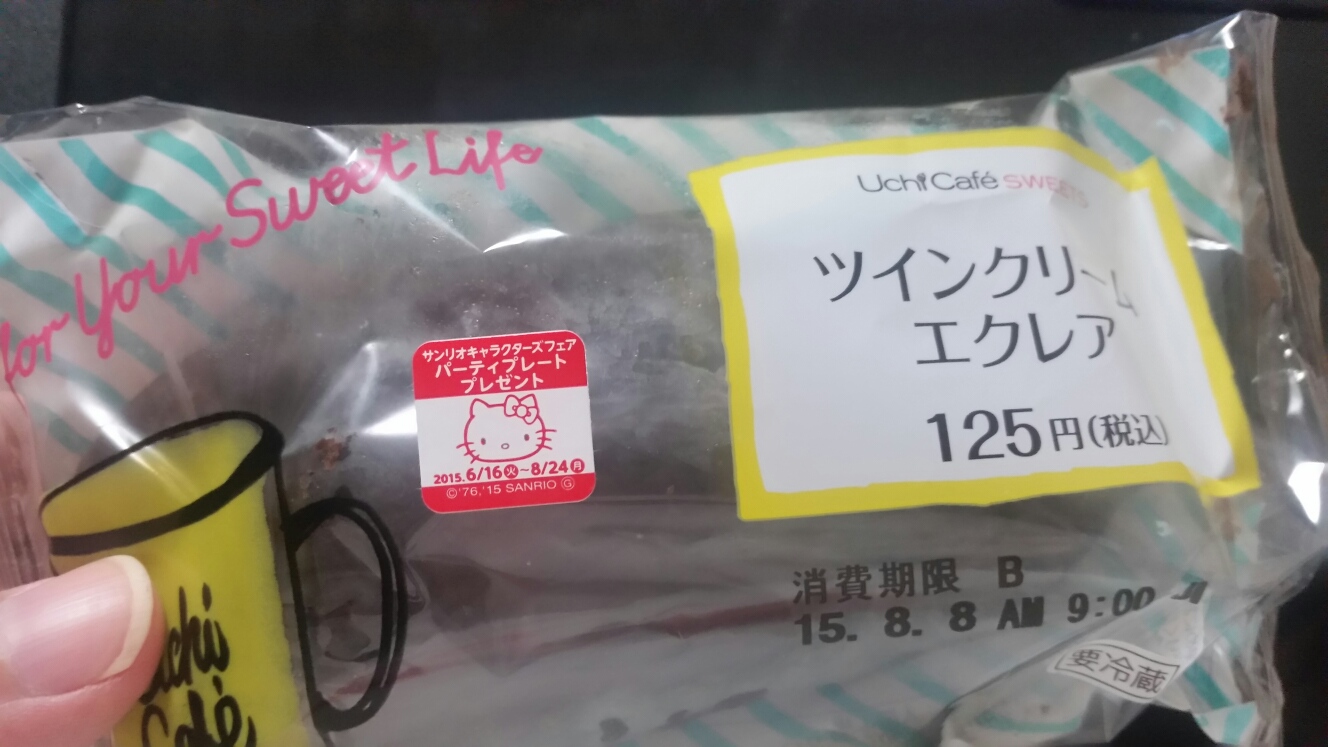 for Your Sweet Life
Uchi Café SWEETS
ツインクリーム
エクレア
125円(税込)
サンリオキャラクターズフェア
パーティプレート
プレゼント
2015.6/16火~8/24月
©'76,'15 SANRIO Ⓖ
消費期限 B
15. 8. 8 AM 9:00
要冷蔵
Uchi
Café